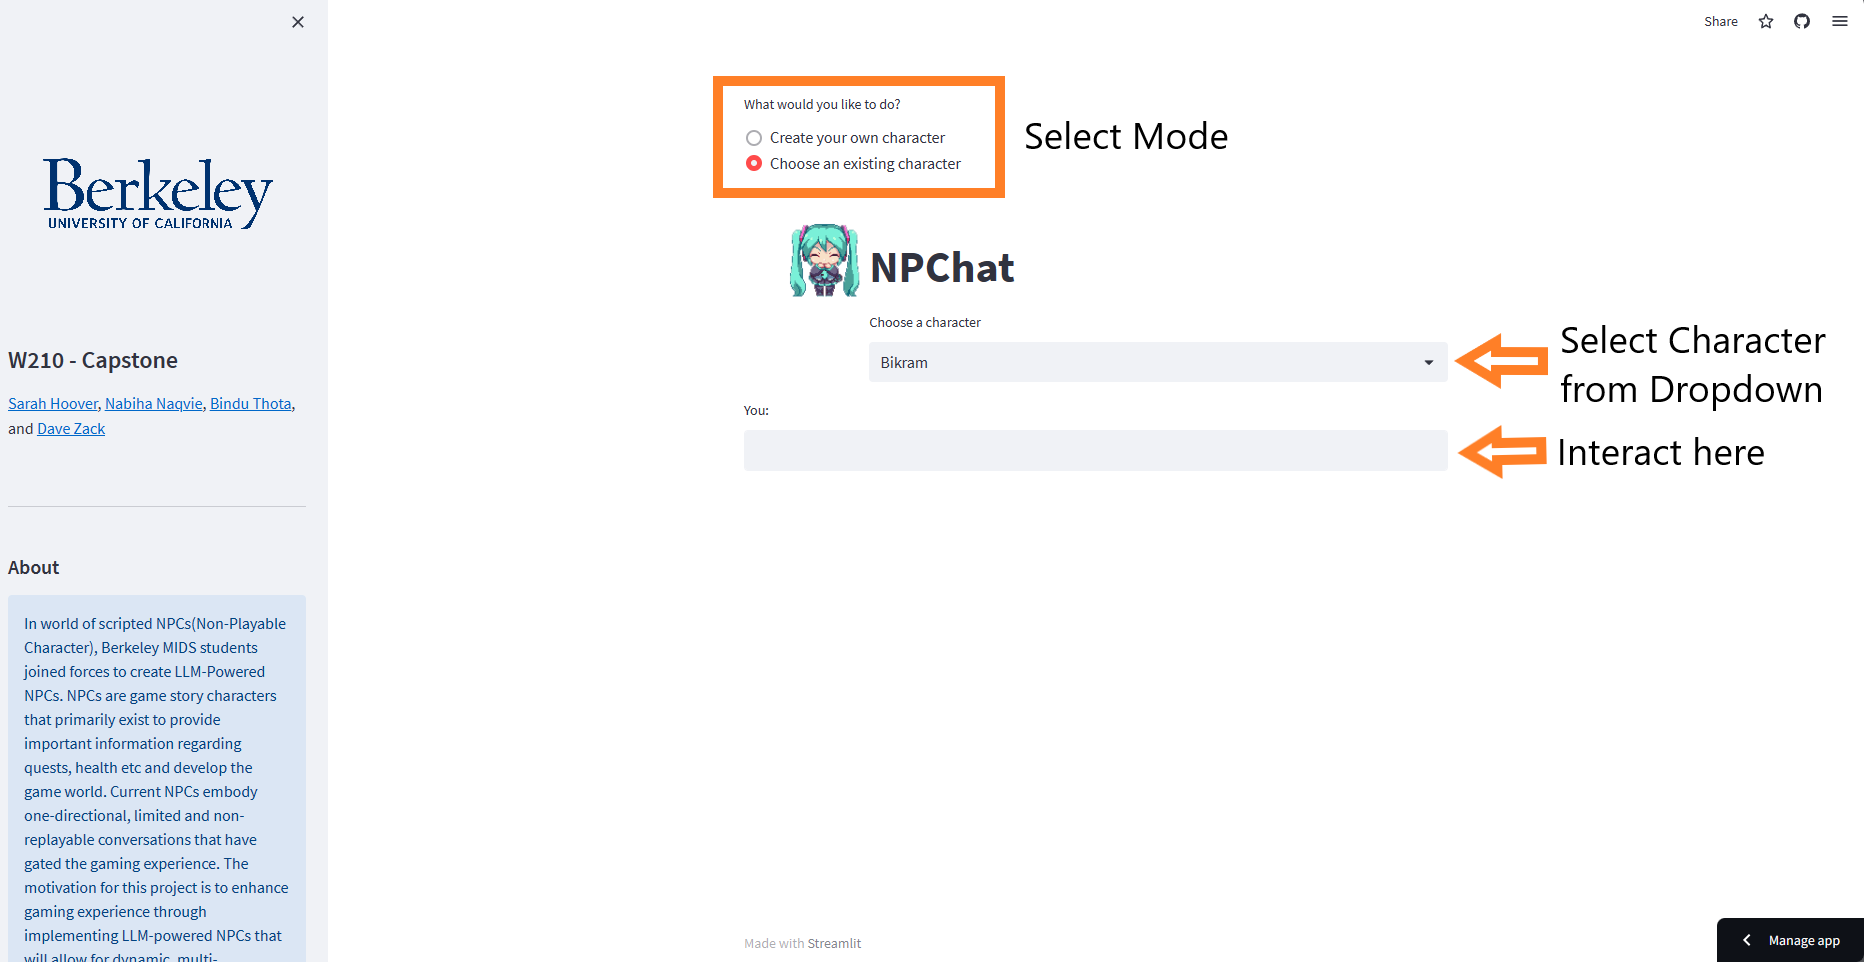 Share
Berkeley
UNIVERSITY OF CALIFORNIA
W210 - Capstone
Sarah Hoover, Nabiha Naqvie, Bindu Thota,
and Dave Zack
About
In world of scripted NPCs(Non-Playable
Character), Berkeley MIDS students
joined forces to create LLM-Powered
NPCs. NPCs are game story characters
that primarily exist to provide
important information regarding
quests, health etc and develop the
game world. Current NPCs embody
one-directional, limited and non-
replayable conversations that have
gated the gaming experience. The
motivation for this project is to enhance
gaming experience through
implementing LLM-powered NPCs that
will allow for dynamic, multi-
What would you like to do?
Create your own character
Choose an existing character
Select Mode
NPChat
Choose a character
Bikram
Select Character
from Dropdown
You:
Interact here
Made with Streamlit
Manage app